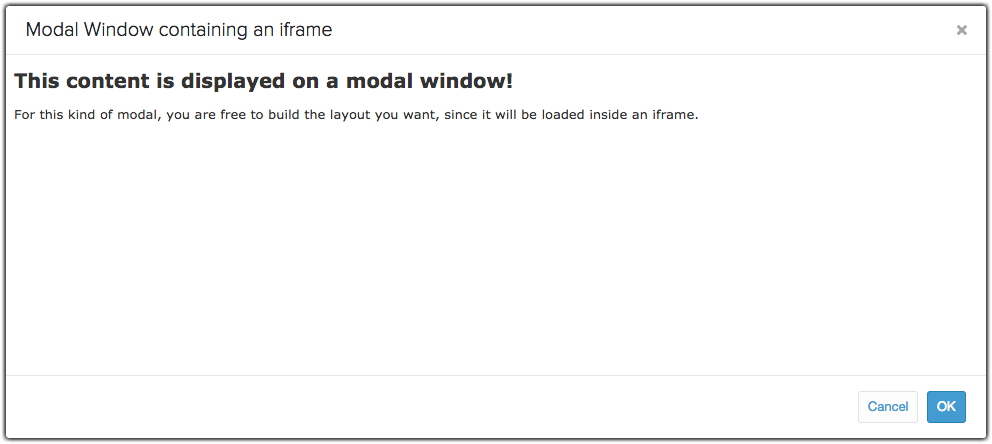 Modal Window containing an iframe
This content is displayed on a modal window!
For this kind of modal, you are free to build the layout you want, since it will be loaded inside an iframe.
Cancel OK